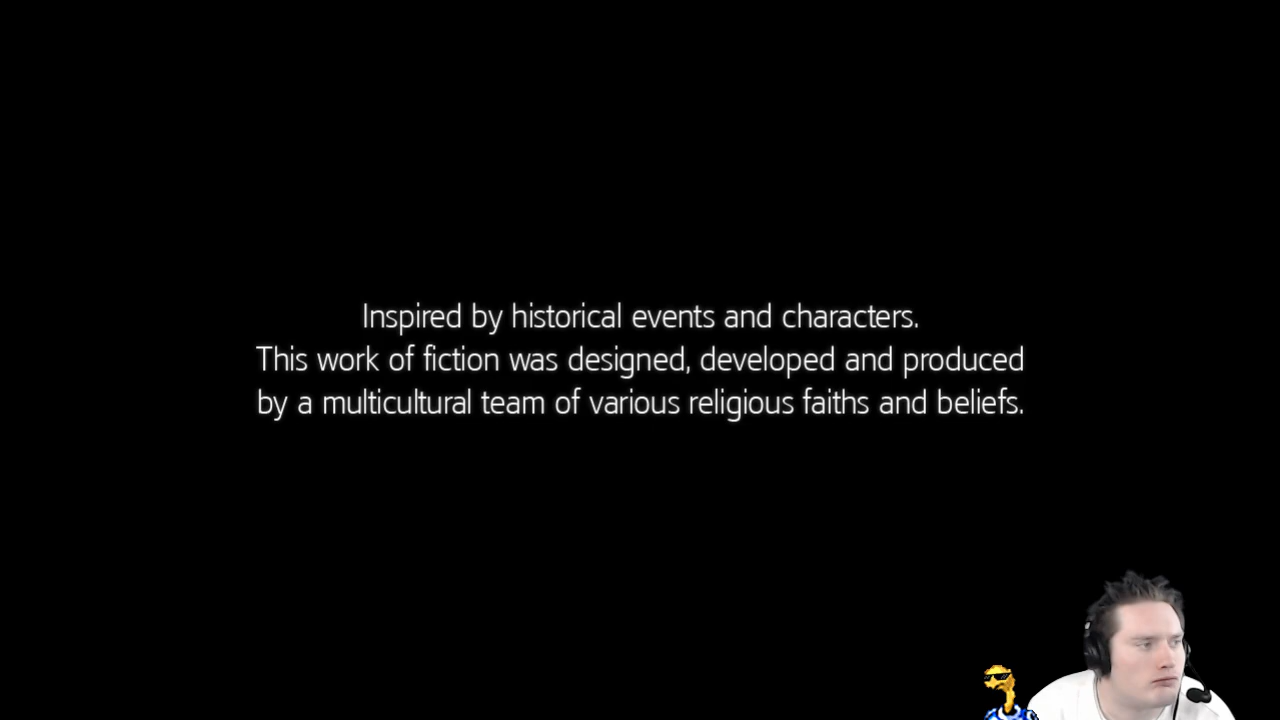 Inspired by historical events and characters.
This work of fiction was designed, developed and produced
by a multicultural team of various religious faiths and beliefs.